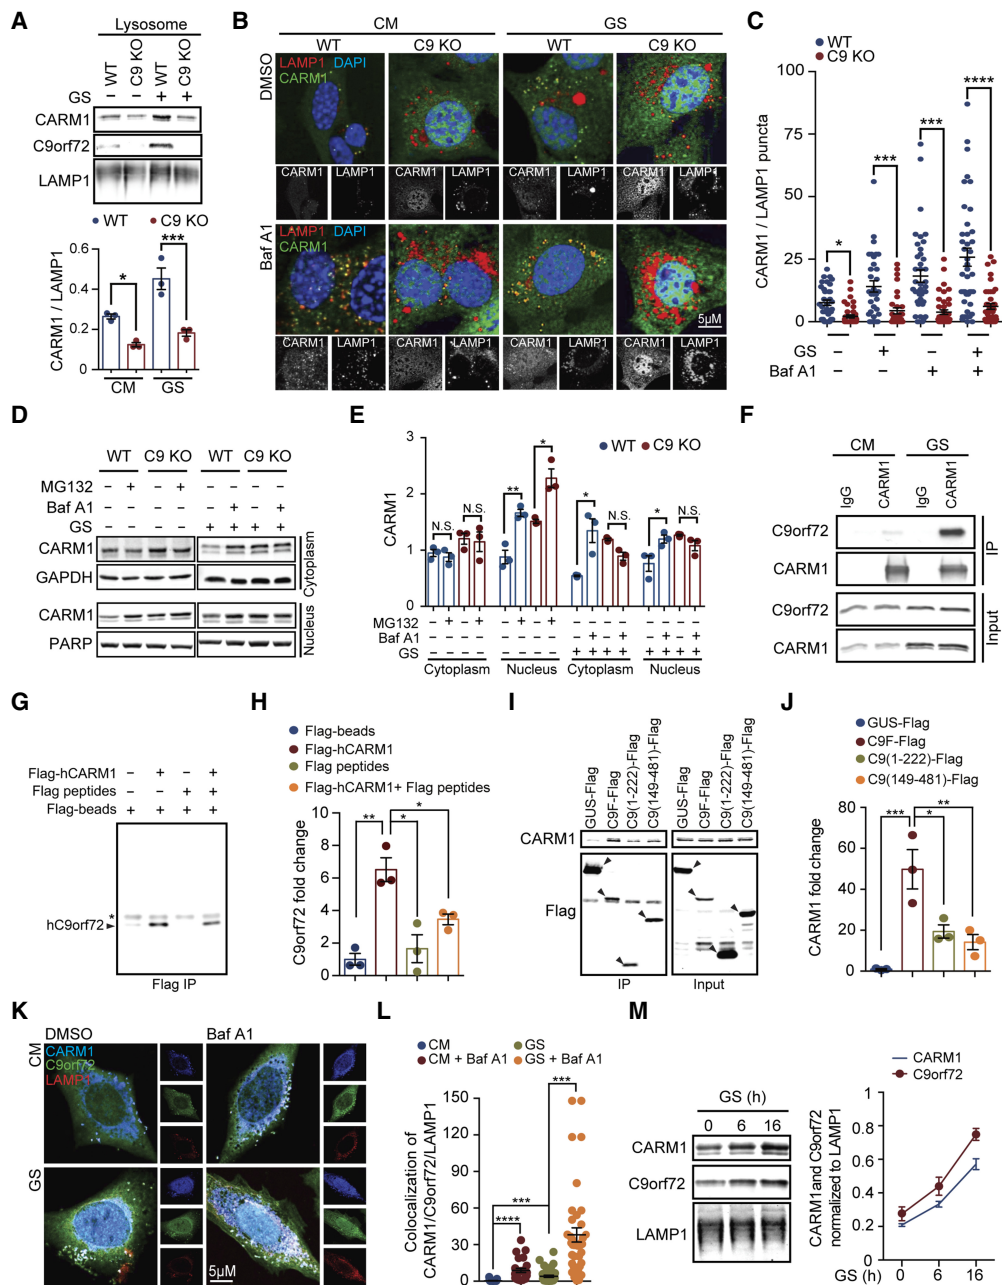 A
Lysosome
WT
C9 KO
WT
C9 KO
GS − − + +
CARM1
C9orf72
LAMP1
WT C9 KO
CARM1 / LAMP1
0.6
0.4
0.2
0
* ***
CM GS
B
CM GS
WT C9 KO WT C9 KO
DMSO
LAMP1 DAPI
CARM1
CARM1 LAMP1 CARM1 LAMP1 CARM1 LAMP1 CARM1 LAMP1
Baf A1
LAMP1 DAPI
CARM1
5µM
CARM1 LAMP1 CARM1 LAMP1 CARM1 LAMP1 CARM1 LAMP1
C
WT
C9 KO
CARM1 / LAMP1 puncta
100
75
50
25
0
* *** *** ****
GS − + − +
Baf A1 − − + +
D
WT C9 KO WT C9 KO
MG132 − + − + − − − −
Baf A1 − − − − − + − +
GS − − − − + + + +
CARM1
GAPDH
Cytoplasm
CARM1
PARP
Nucleus
E
WT C9 KO
CARM1
3
2
1
0
N.S. N.S. ** * * N.S. * N.S.
MG132 − + − + − + − + − − − − − − − −
Baf A1 − − − − − − − − − + − + − + − +
GS − − − − − − − − + + + + + + + +
Cytoplasm Nucleus Cytoplasm Nucleus
F
CM GS
IgG
CARM1
IgG
CARM1
C9orf72
CARM1
IP
C9orf72
CARM1
Input
G
Flag-hCARM1 − + − +
Flag peptides − − + +
Flag-beads + + + +
*
hC9orf72
Flag IP
H
Flag-beads
Flag-hCARM1
Flag peptides
Flag-hCARM1+ Flag peptides
C9orf72 fold change
10
8
6
4
2
0
** * *
I
GUS-Flag
C9F-Flag
C9(1-222)-Flag
C9(149-481)-Flag
GUS-Flag
C9F-Flag
C9(1-222)-Flag
C9(149-481)-Flag
CARM1
Flag
IP Input
J
GUS-Flag
C9F-Flag
C9(1-222)-Flag
C9(149-481)-Flag
CARM1 fold change
80
60
40
20
0
*** * **
K
DMSO Baf A1
CM
CARM1
C9orf72
LAMP1
GS
5µM
L
CM GS
CM + Baf A1 GS + Baf A1
Colocalization of
CARM1/C9orf72/LAMP1
150
120
90
60
30
0
**** *** ***
M
GS (h)
0 6 16
CARM1
C9orf72
LAMP1
CARM1
C9orf72
CARM1and C9orf72
normalized to LAMP1
1
0.8
0.6
0.4
0.2
0
GS (h) 0 6 16